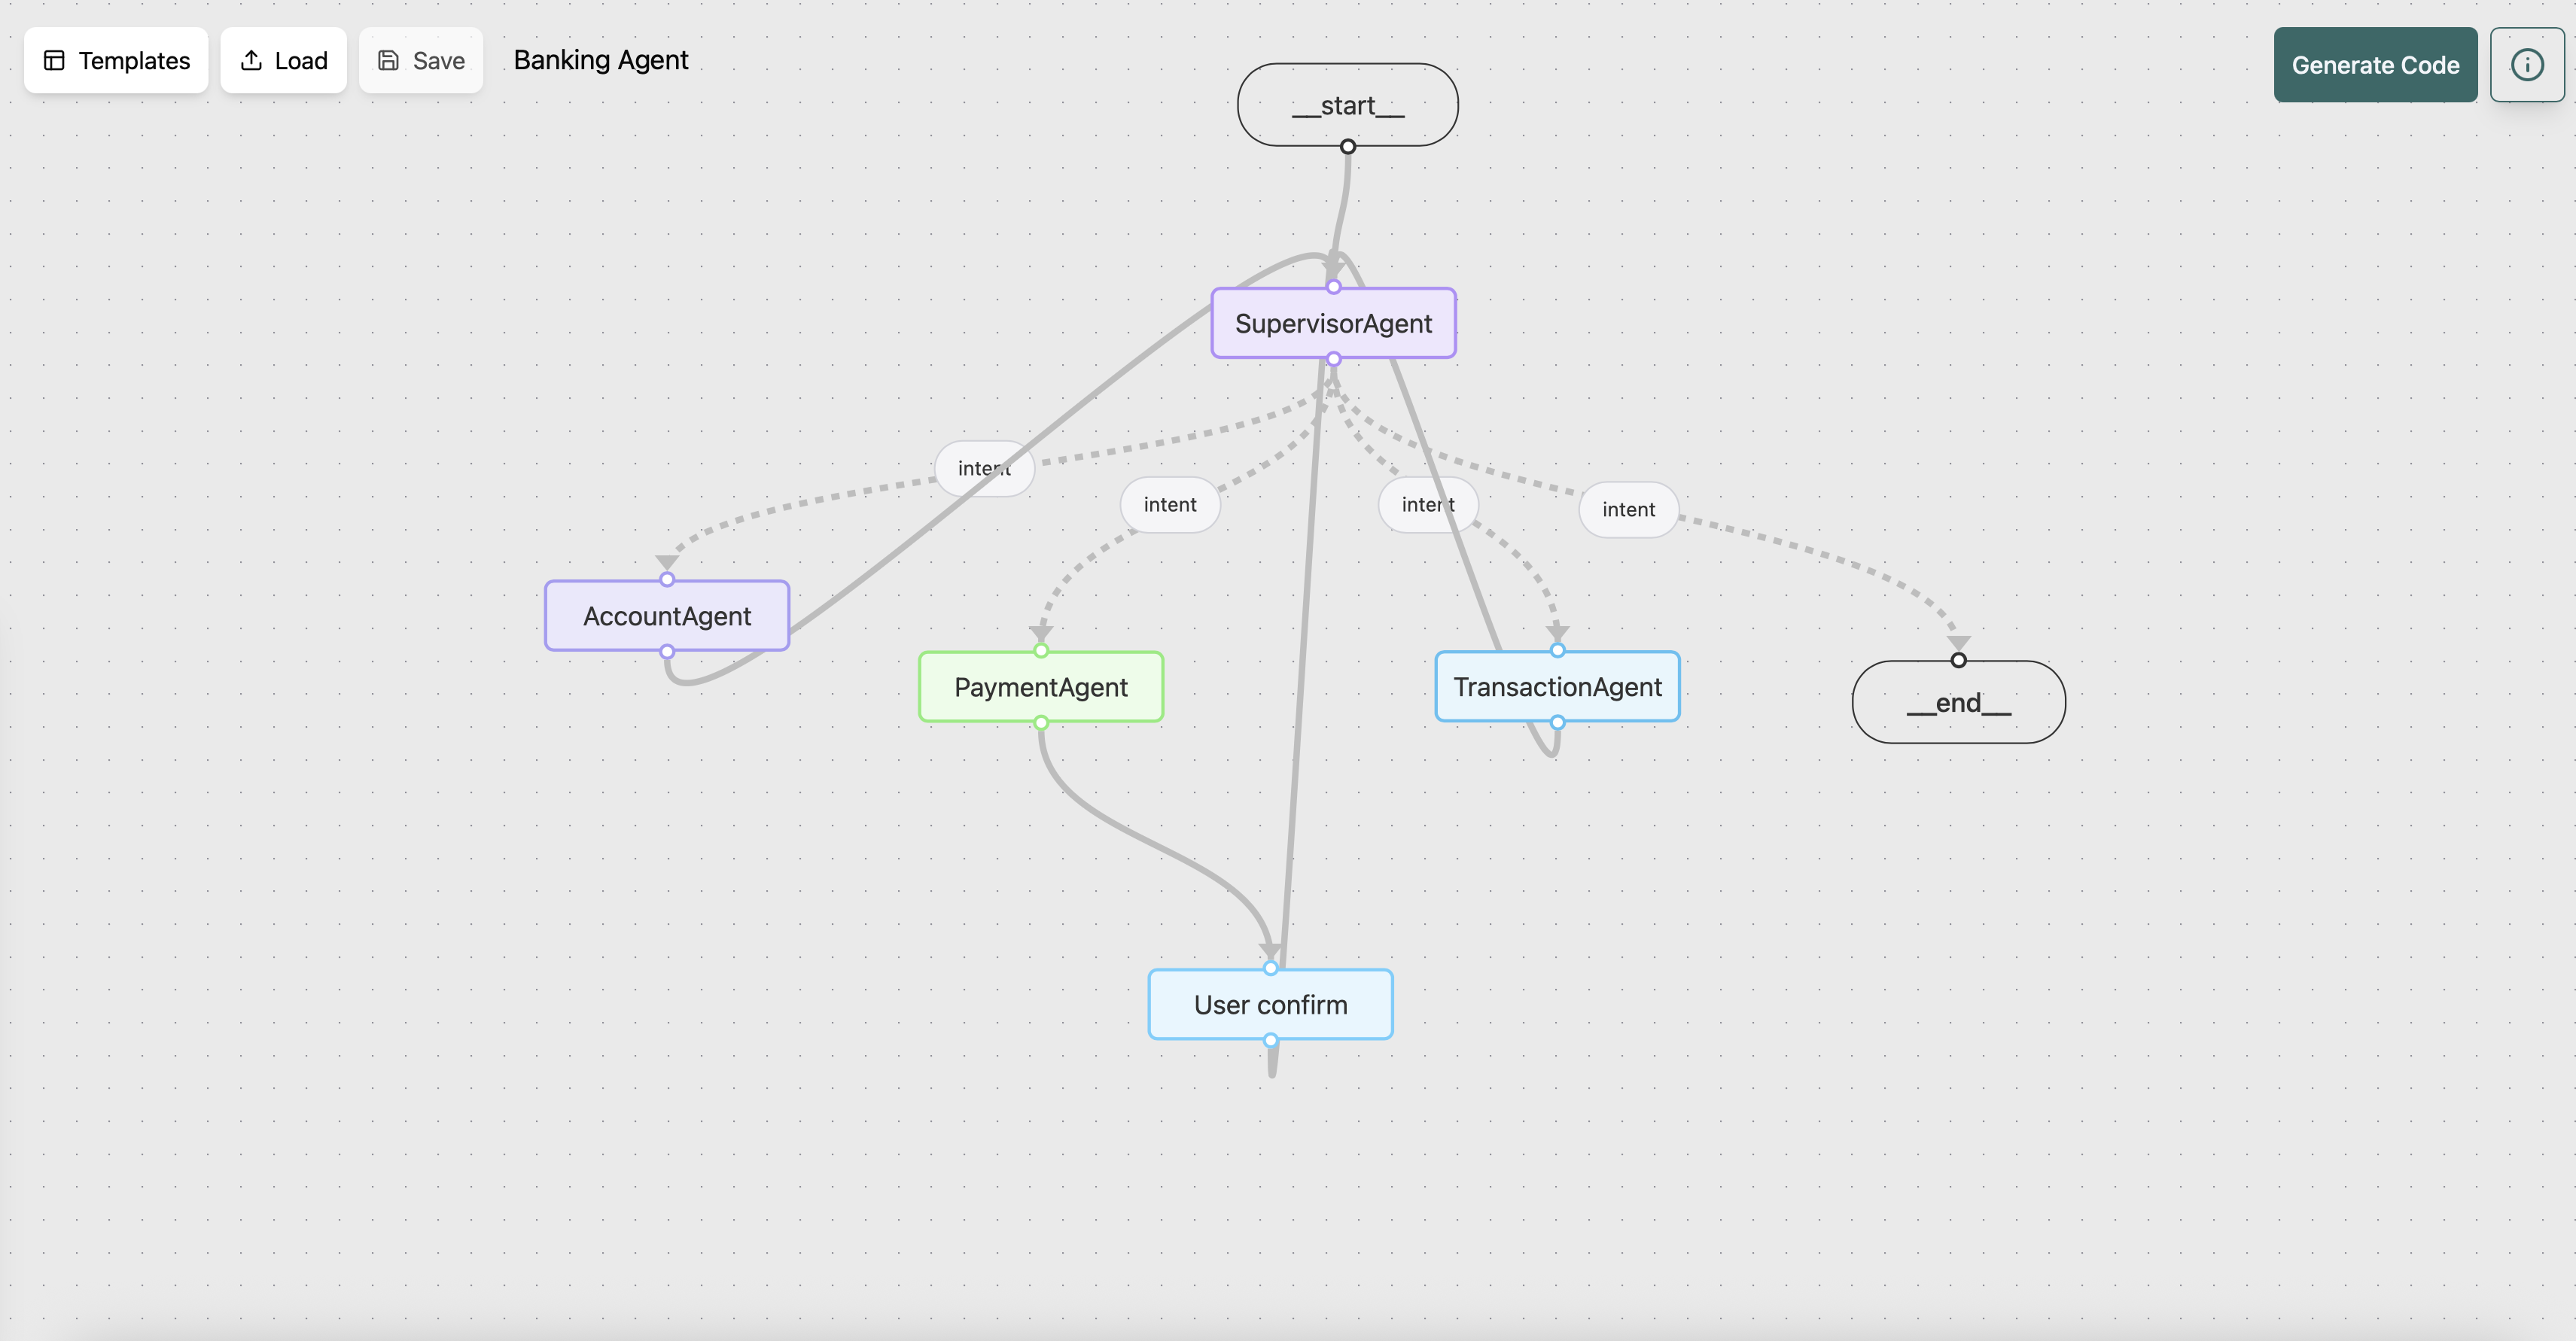 Templates
Load
Save
Banking Agent
Generate Code
__start__
SupervisorAgent
intent
intent
intent
intent
AccountAgent
PaymentAgent
TransactionAgent
__end__
User confirm